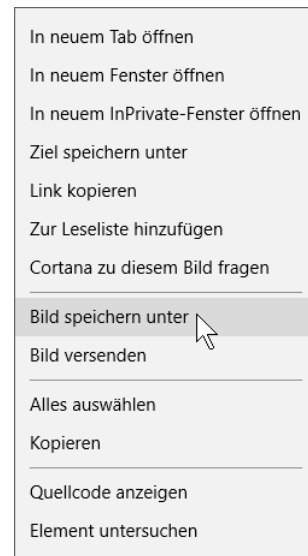 In neuem Tab öffnen
In neuem Fenster öffnen
In neuem InPrivate-Fenster öffnen
Ziel speichern unter
Link kopieren
Zur Leseliste hinzufügen
Cortana zu diesem Bild fragen
Bild speichern unter
Bild versenden
Alles auswählen
Kopieren
Quellcode anzeigen
Element untersuchen